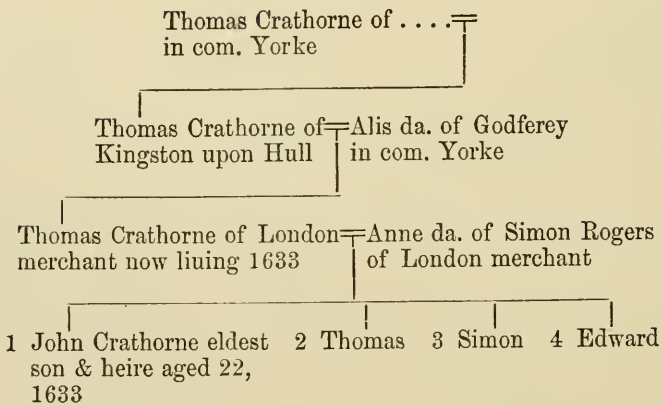 Thomas Crathorne of ....
in com. Yorke
Thomas Crathorne of Alis da. of Godferey
Kingston upon Hull in com. Yorke
Thomas Crathorne of London Anne da. of Simon Rogers
merchant now liuing 1633 of London merchant
1 John Crathorne eldest 2 Thomas 3 Simon 4 Edward
son & heire aged 22,
1633